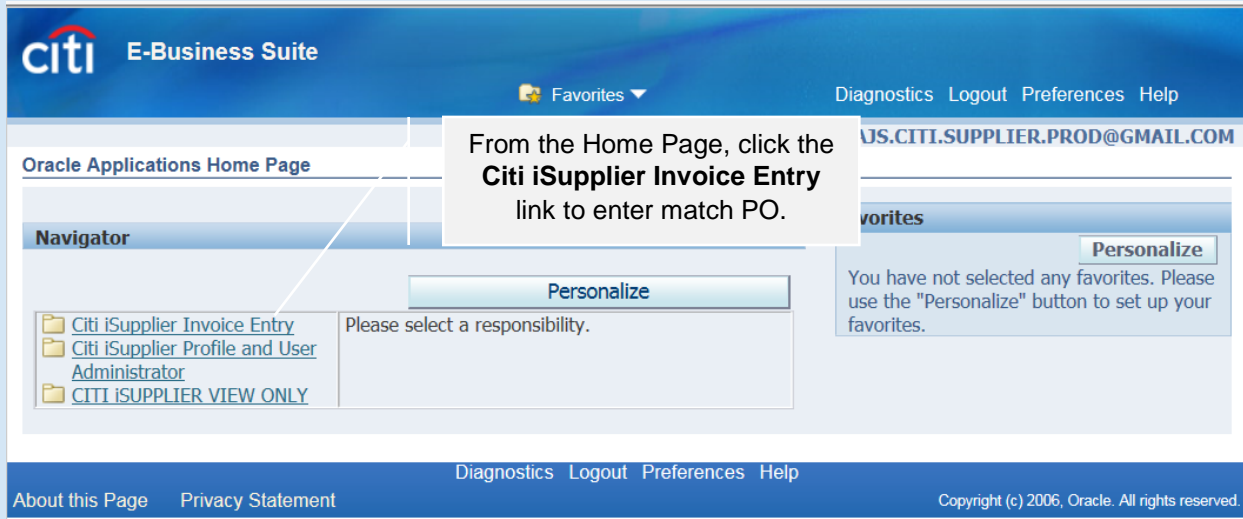 citi E-Business Suite
Favorites
Diagnostics Logout Preferences Help
AJS.CITI.SUPPLIER.PROD@GMAIL.COM
Oracle Applications Home Page
From the Home Page, click the
Citi iSupplier Invoice Entry
link to enter match PO.
Navigator
Personalize
Citi iSupplier Invoice Entry
Citi iSupplier Profile and User
Administrator
CITI iSUPPLIER VIEW ONLY
Please select a responsibility.
vorites
Personalize
You have not selected any favorites. Please
use the "Personalize" button to set up your
favorites.
Diagnostics Logout Preferences Help
About this Page Privacy Statement
Copyright (c) 2006, Oracle. All rights reserved.